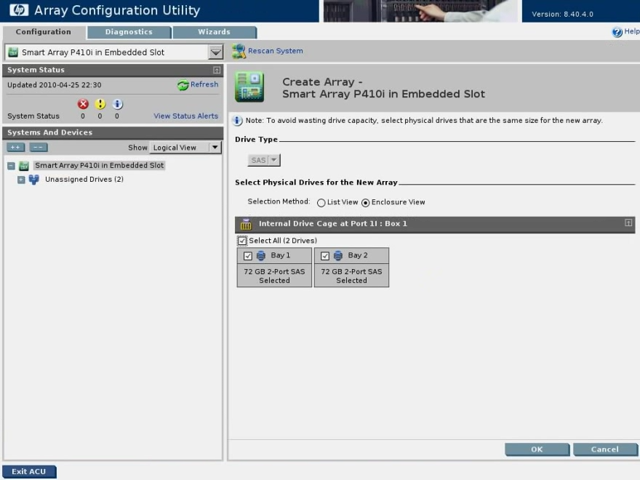 hp Array Configuration Utility
Version: 8.40.4.0
Configuration Diagnostics Wizards
Help
Smart Array P410i in Embedded Slot
Rescan System
System Status
Updated 2010-04-25 22:30 Refresh
System Status 0 0 0 View Status Alerts
Systems And Devices
Show Logical View
Smart Array P410i in Embedded Slot
Unassigned Drives (2)
Create Array -
Smart Array P410i in Embedded Slot
Note: To avoid wasting drive capacity, select physical drives that are the same size for the new array.
Drive Type
SAS
Select Physical Drives for the New Array
Selection Method: List View Enclosure View
Internal Drive Cage at Port 1I : Box 1
Select All (2 Drives)
Bay 1 Bay 2
72 GB 2-Port SAS 72 GB 2-Port SAS
Selected Selected
OK Cancel
Exit ACU